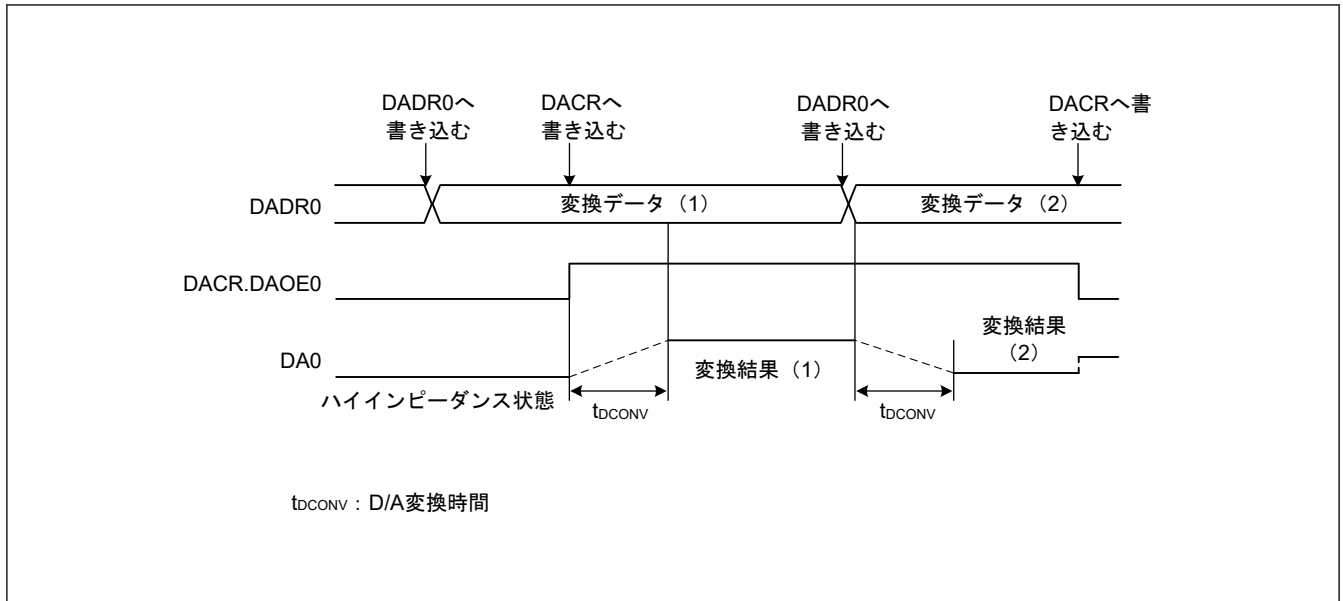 DADR0へ
書き込む
DACRへ
書き込む
DADR0へ
書き込む
DACRへ書
き込む
DADR0
変換データ（1）
変換データ（2）
DACR.DAOE0
DA0
変換結果（1）
変換結果
（2）
ハイインピーダンス状態
tDCONV
tDCONV
tDCONV：D/A変換時間